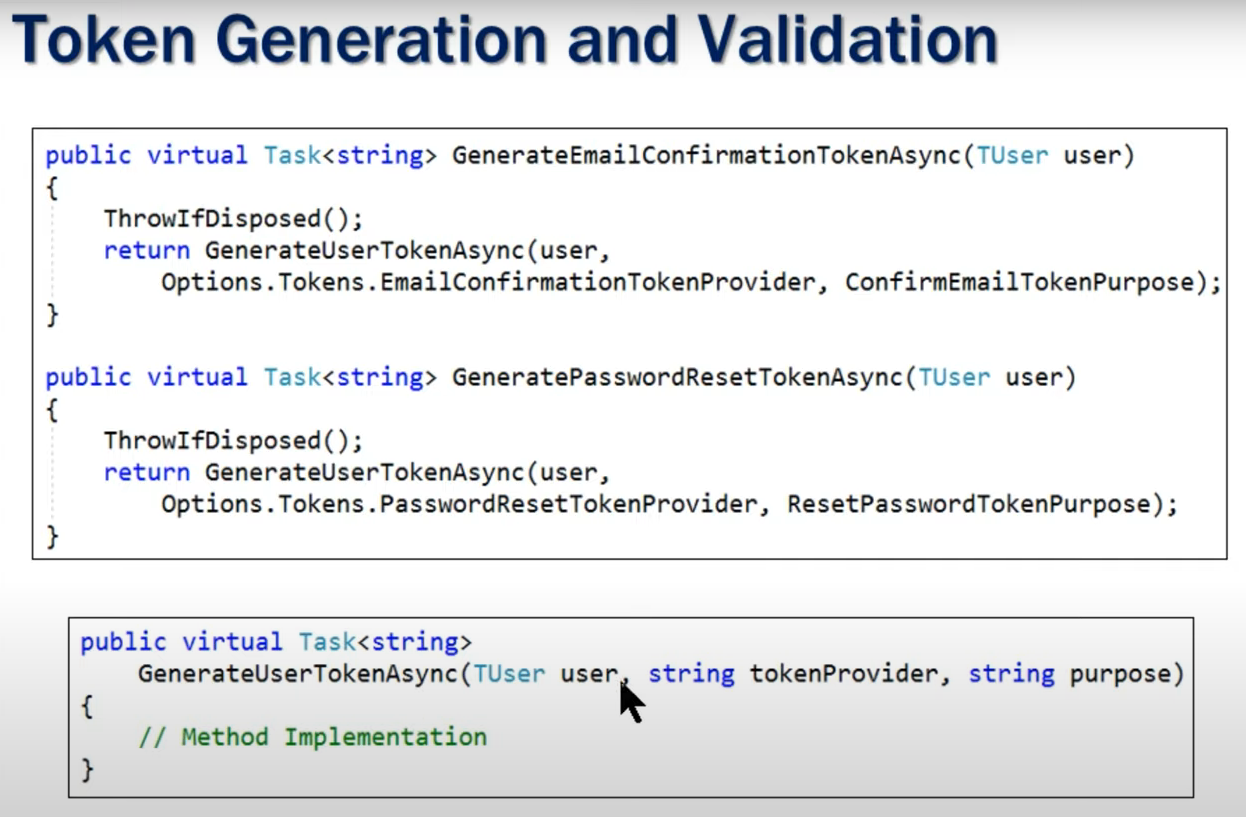 Token Generation and Validation
public virtual Task<string> GenerateEmailConfirmationTokenAsync(TUser user)
{
ThrowIfDisposed();
return GenerateUserTokenAsync(user,
Options.Tokens.EmailConfirmationTokenProvider, ConfirmEmailTokenPurpose);
}
public virtual Task<string> GeneratePasswordResetTokenAsync(TUser user)
{
ThrowIfDisposed();
return GenerateUserTokenAsync(user,
Options.Tokens.PasswordResetTokenProvider, ResetPasswordTokenPurpose);
}
public virtual Task<string>
GenerateUserTokenAsync(TUser user, string tokenProvider, string purpose)
{
// Method Implementation
}